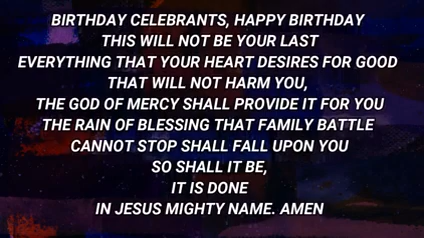 BIRTHDAY CELEBRANTS, HAPPY BIRTHDAY
THIS WILL NOT BE YOUR LAST
EVERYTHING THAT YOUR HEART DESIRES FOR GOOD
THAT WILL NOT HARM YOU,
THE GOD OF MERCY SHALL PROVIDE IT FOR YOU
THE RAIN OF BLESSING THAT FAMILY BATTLE
CANNOT STOP SHALL FALL UPON YOU
SO SHALL IT BE,
IT IS DONE
IN JESUS MIGHTY NAME. AMEN